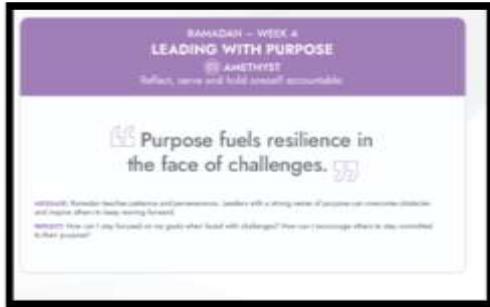 RAMADAN – WEEK 4
LEADING WITH PURPOSE
AMETHYST
Reflect, serve and hold oneself accountable
“ Purpose fuels resilience in
the face of challenges. ”
MESSAGE: Ramadan teaches patience and perseverance. Leaders with a strong sense of purpose can overcome obstacles
and inspire others to keep moving forward.
REFLECT: How can I stay focused on my goals when faced with challenges? How can I encourage others to stay committed
to their purpose?